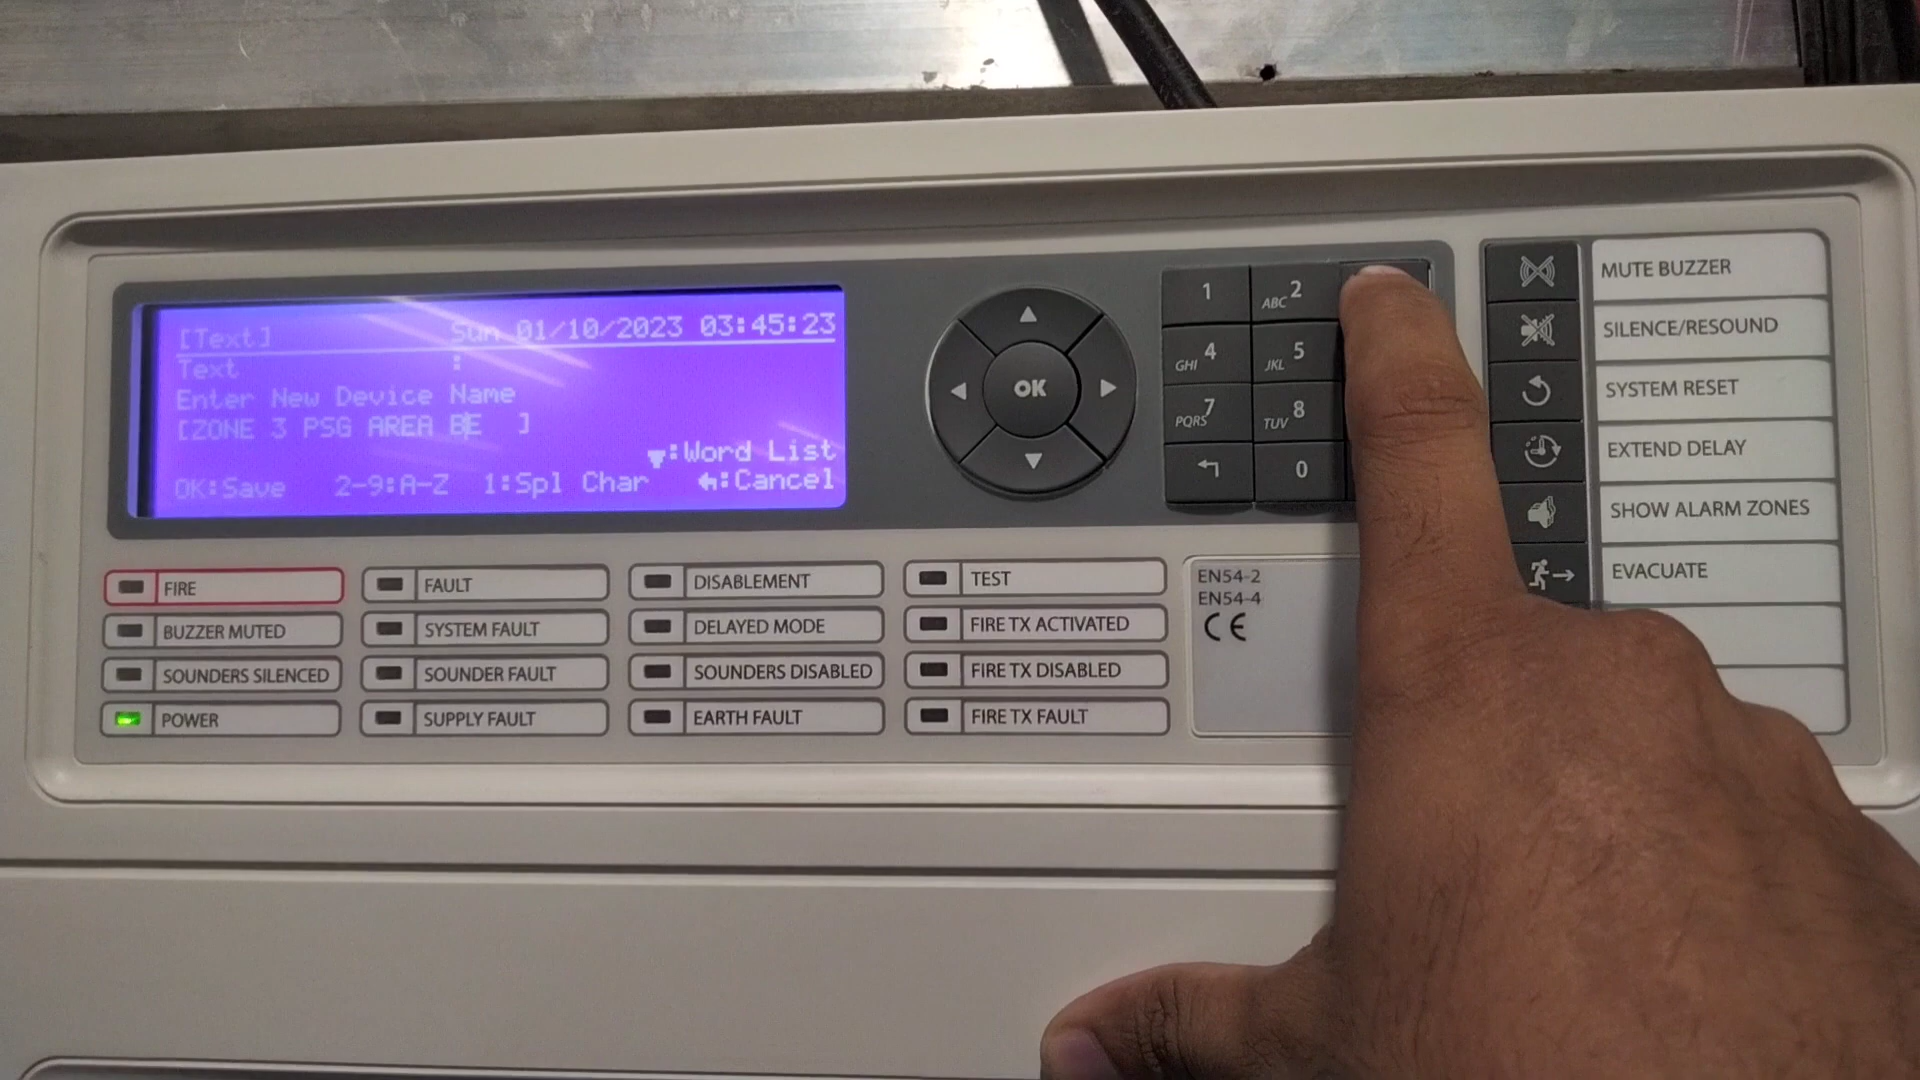 [Text] Sun 01/10/2023 03:45:23
Text :
Enter New Device Name
[ZONE 3 PSG AREA BE ]
▼:Word List
OK:Save 2-9:A-Z 1:Spl Char ↰:Cancel
OK
1 ABC 2
GHI 4 JKL 5
PQRS 7 TUV 8
0
MUTE BUZZER
SILENCE/RESOUND
SYSTEM RESET
EXTEND DELAY
SHOW ALARM ZONES
EVACUATE
FIRE FAULT DISABLEMENT TEST
BUZZER MUTED SYSTEM FAULT DELAYED MODE FIRE TX ACTIVATED
SOUNDERS SILENCED SOUNDER FAULT SOUNDERS DISABLED FIRE TX DISABLED
POWER SUPPLY FAULT EARTH FAULT FIRE TX FAULT
EN54-2
EN54-4
CE